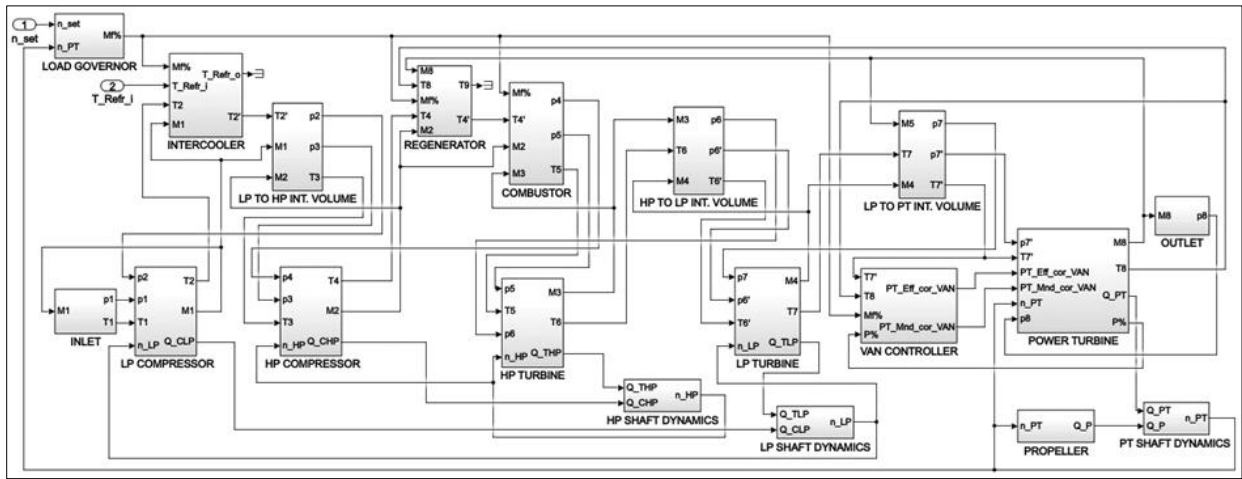 1
n_set
n_set
n_PT
Mf%
LOAD GOVERNOR
2
T_Refr_i
Mf%
T_Refr_i
T2
M1
T_Refr_o
T2'
INTERCOOLER
T2'
M1
M2
p2
p3
T3
LP TO HP INT. VOLUME
M8
T8
Mf%
T4
M2
T9
T4'
REGENERATOR
Mf%
T4'
M2
M3
p4
p5
T5
COMBUSTOR
M3
T6
M4
p6
p6'
T6'
HP TO LP INT. VOLUME
M5
T7
M4
p7
p7'
T7'
LP TO PT INT. VOLUME
M8
p8
OUTLET
M1
p1
T1
INLET
p2
p1
T1
n_LP
T2
M1
Q_CLP
LP COMPRESSOR
p4
p3
T3
n_HP
T4
M2
Q_CHP
HP COMPRESSOR
p5
T5
p6
n_HP
M3
T6
Q_THP
HP TURBINE
p7
p6'
T6'
n_LP
M4
T7
Q_TLP
LP TURBINE
T7'
T8
Mf%
P%
PT_Eff_cor_VAN
PT_Mnd_cor_VAN
VAN CONTROLLER
p7'
T7'
PT_Eff_cor_VAN
PT_Mnd_cor_VAN
n_PT
p8
M8
T8
Q_PT
P%
POWER TURBINE
Q_THP
Q_CHP
n_HP
HP SHAFT DYNAMICS
Q_TLP
Q_CLP
n_LP
LP SHAFT DYNAMICS
n_PT
Q_P
PROPELLER
Q_PT
Q_P
n_PT
PT SHAFT DYNAMICS